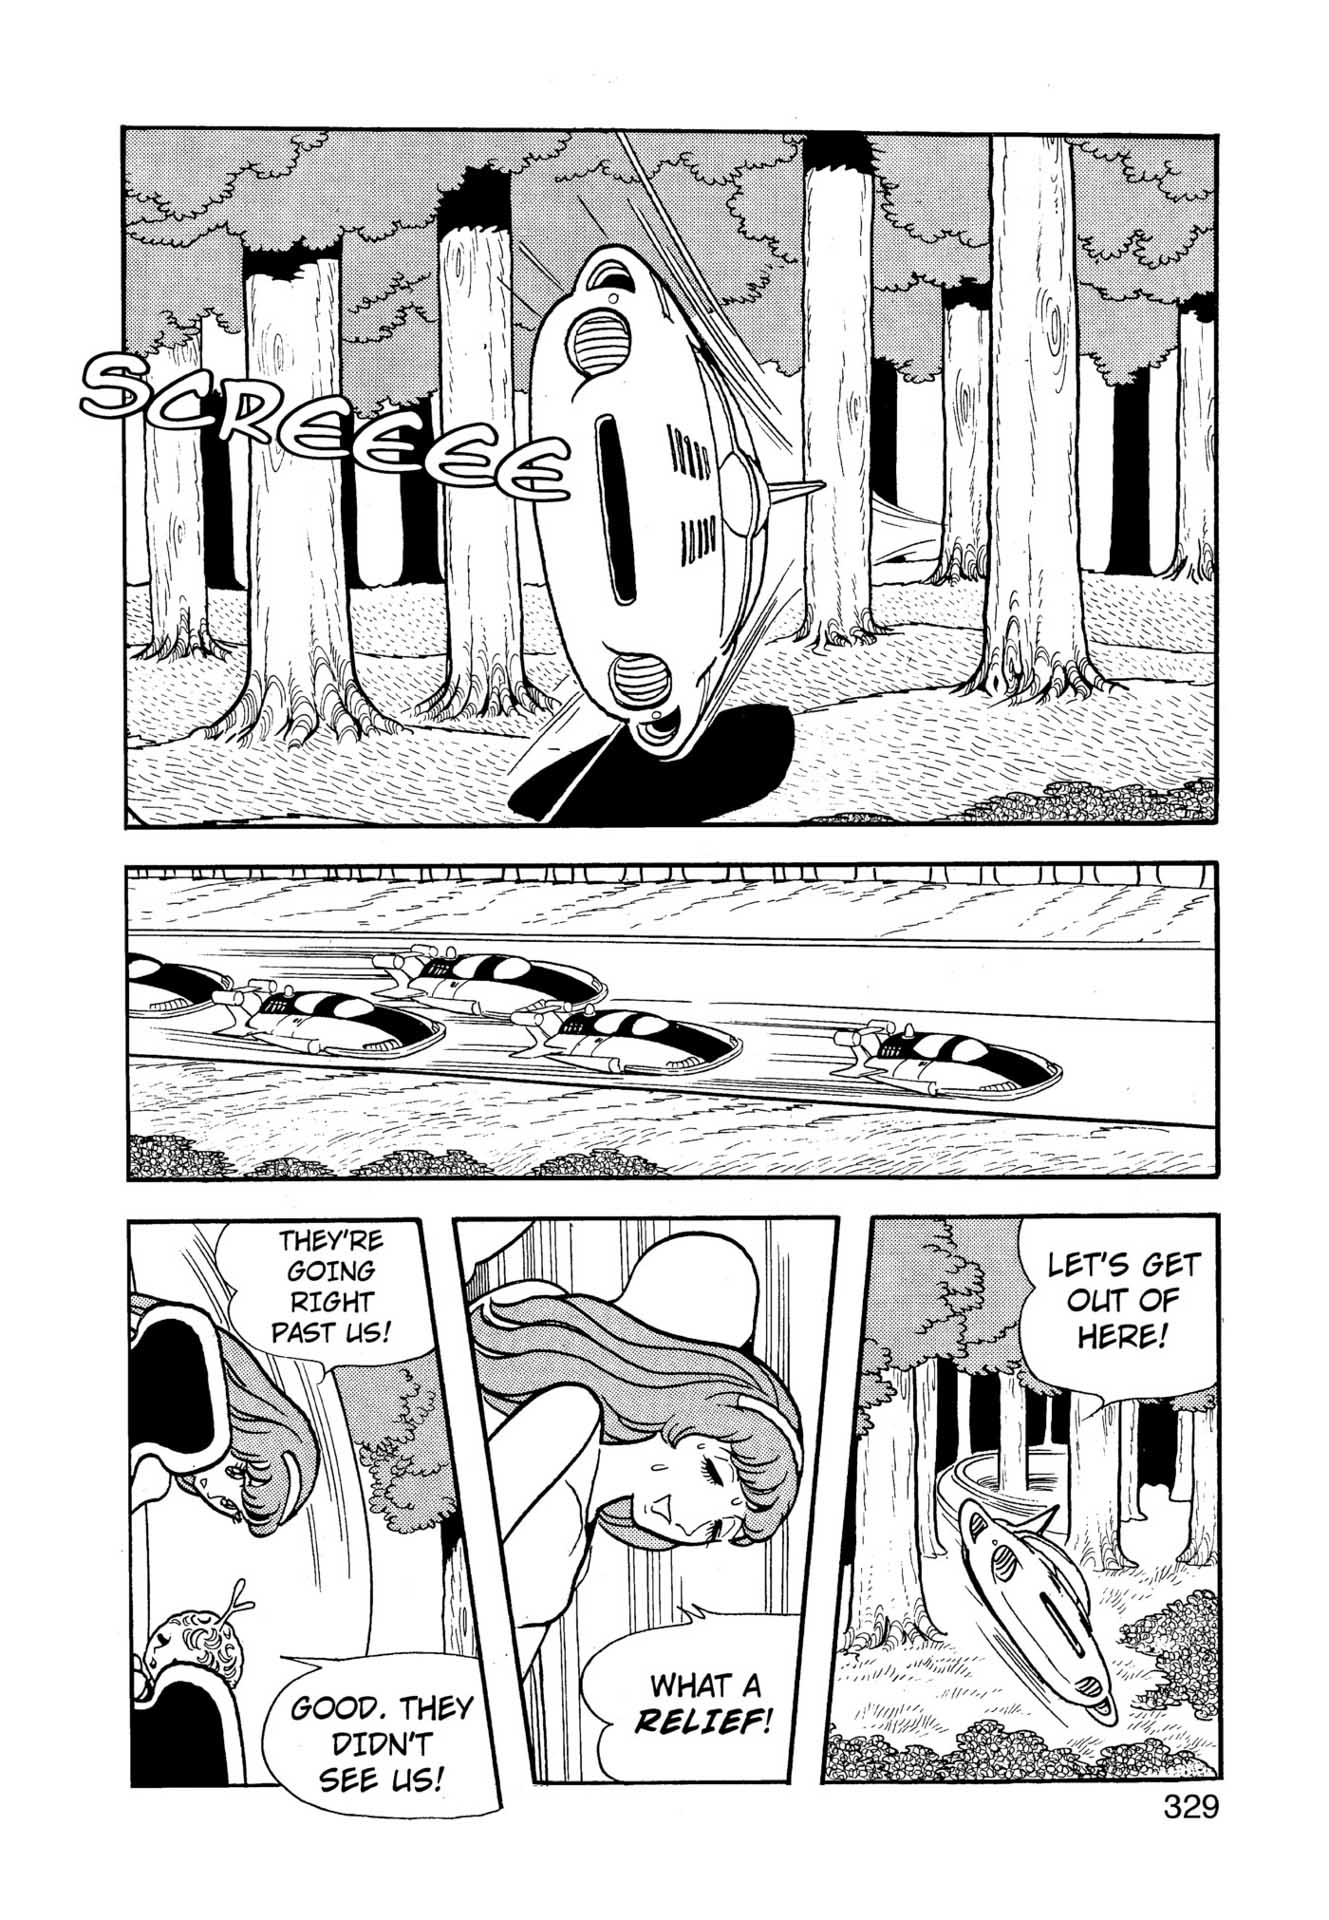 SCREEEEE
THEY'RE
GOING
RIGHT
PAST US!
GOOD. THEY
DIDN'T
SEE US!
WHAT A
RELIEF!
LET'S GET
OUT OF
HERE!
329